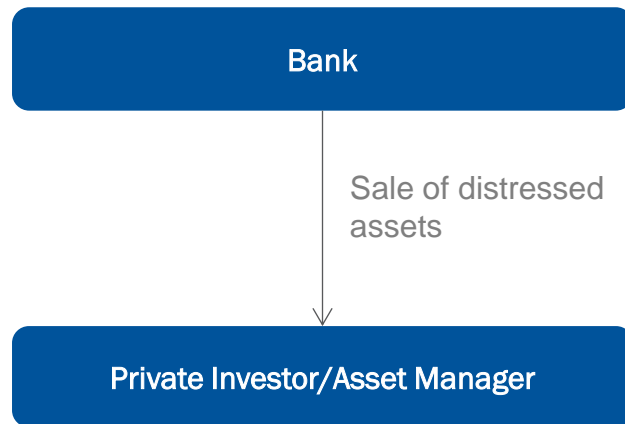 Bank
Sale of distressed
assets
Private Investor/Asset Manager